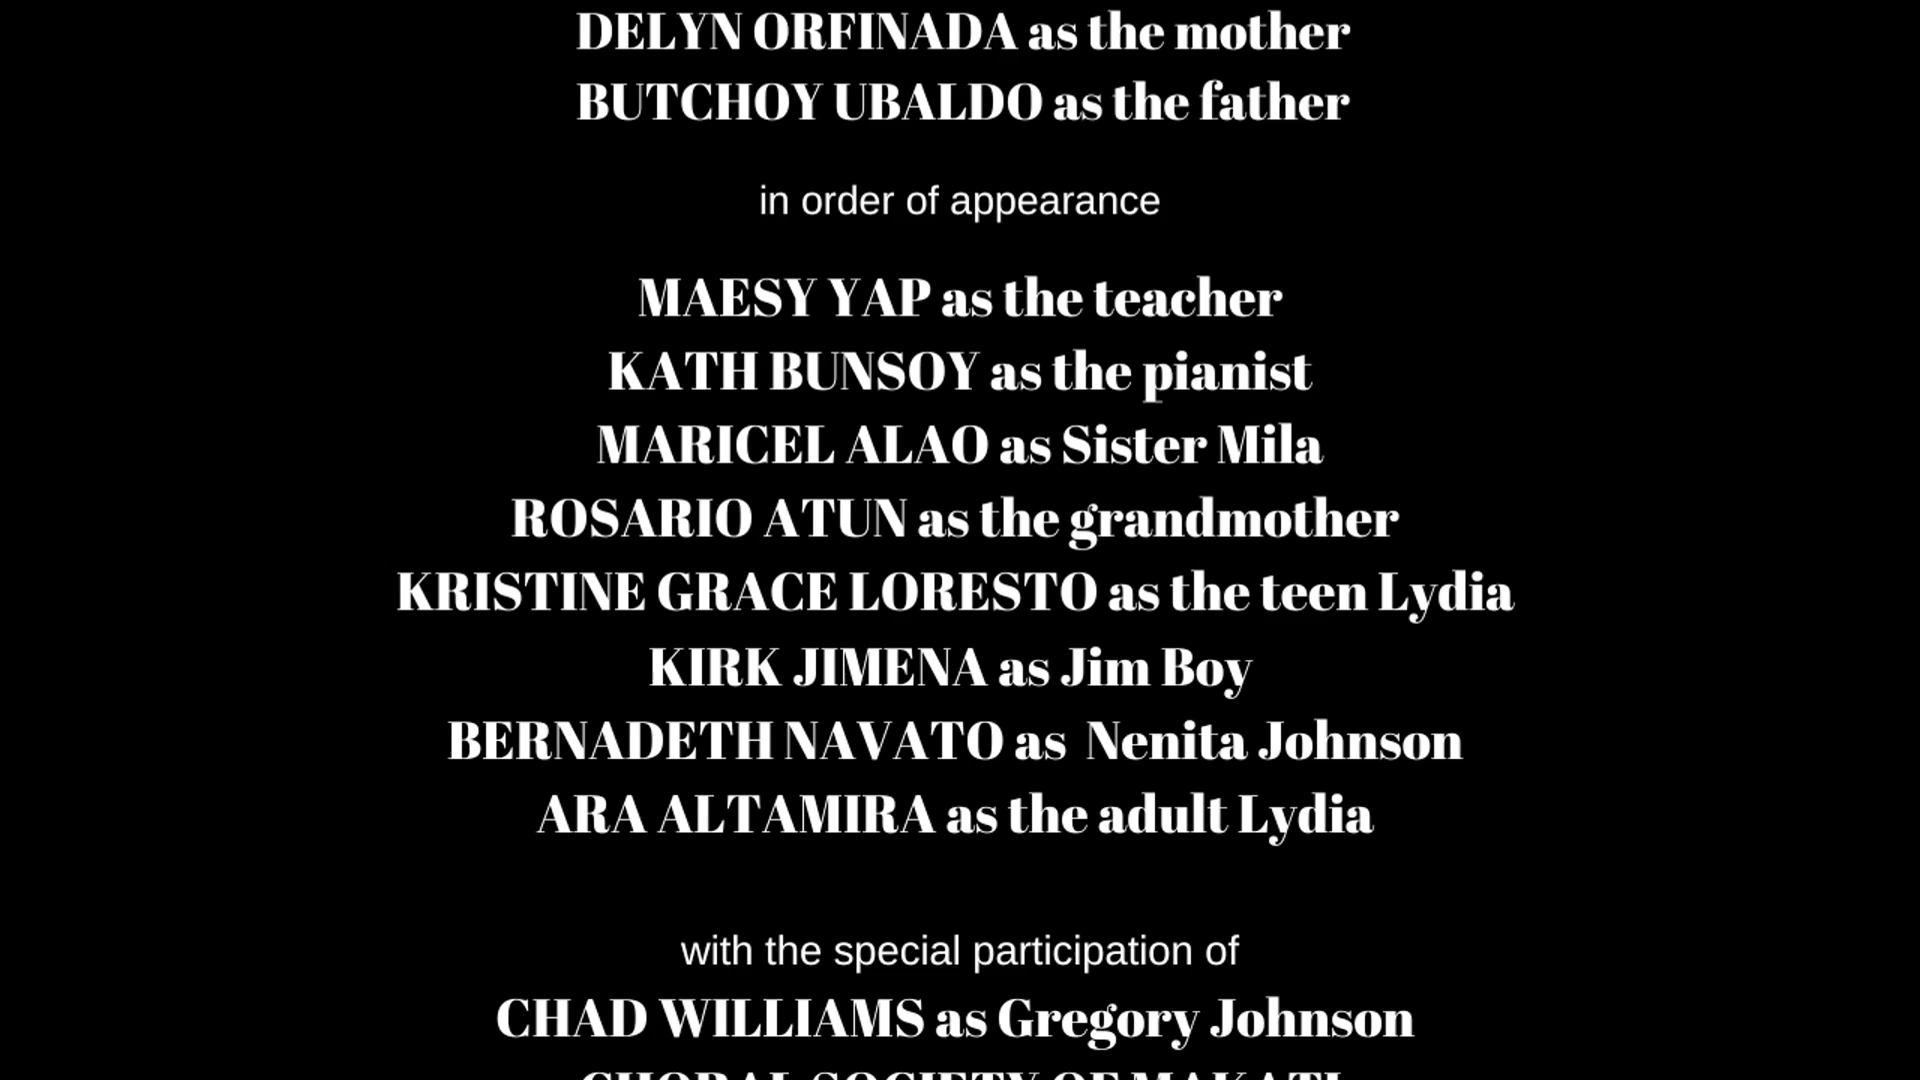 DELYN ORFINADA as the mother
BUTCHOY UBALDO as the father
in order of appearance
MAESY YAP as the teacher
KATH BUNSOY as the pianist
MARICEL ALAO as Sister Mila
ROSARIO ATUN as the grandmother
KRISTINE GRACE LORESTO as the teen Lydia
KIRK JIMENA as Jim Boy
BERNADETH NAVATO as Nenita Johnson
ARA ALTAMIRA as the adult Lydia
with the special participation of
CHAD WILLIAMS as Gregory Johnson
CHORAL SOCIETY OF MAKATI